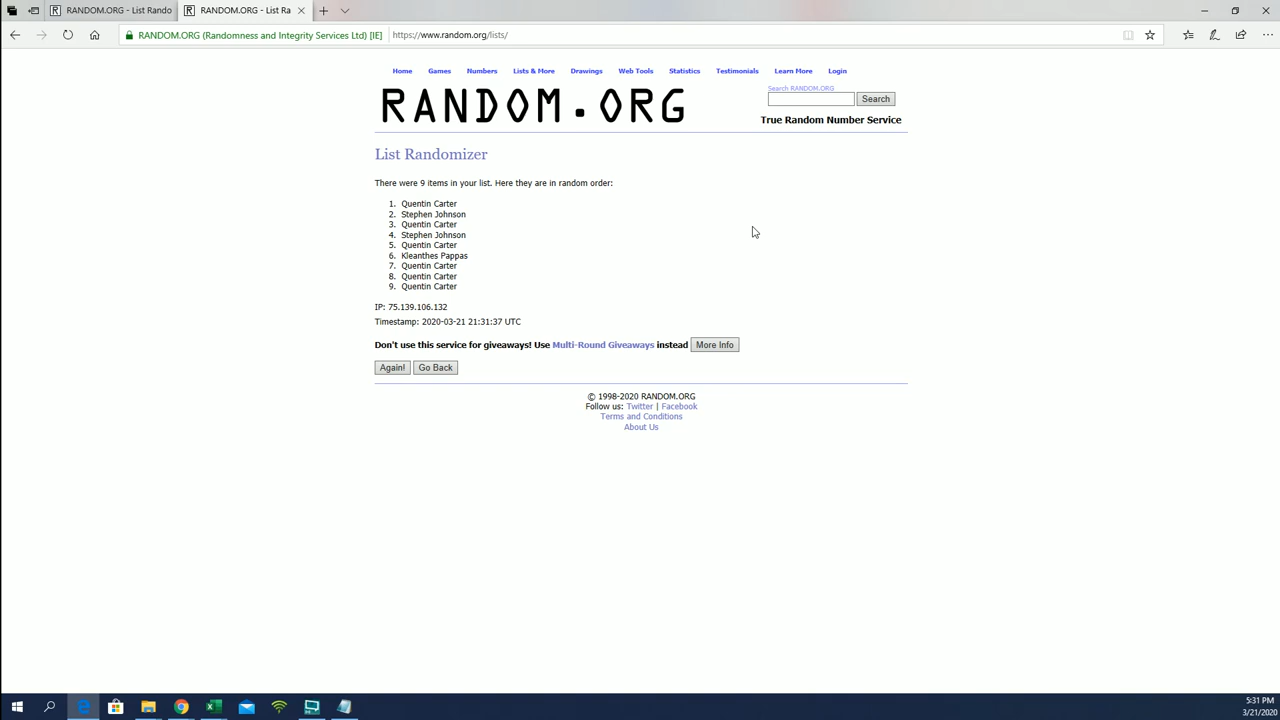 RANDOM.ORG - List Rando
RANDOM.ORG - List Ra
RANDOM.ORG (Randomness and Integrity Services Ltd) [IE]
https://www.random.org/lists/
Home Games Numbers Lists & More Drawings Web Tools Statistics Testimonials Learn More Login
RANDOM.ORG
Search RANDOM.ORG
Search
True Random Number Service
List Randomizer
There were 9 items in your list. Here they are in random order:
1. Quentin Carter
2. Stephen Johnson
3. Quentin Carter
4. Stephen Johnson
5. Quentin Carter
6. Kleanthes Pappas
7. Quentin Carter
8. Quentin Carter
9. Quentin Carter
IP: 75.139.106.132
Timestamp: 2020-03-21 21:31:37 UTC
Don't use this service for giveaways! Use Multi-Round Giveaways instead More Info
Again! Go Back
© 1998-2020 RANDOM.ORG
Follow us: Twitter | Facebook
Terms and Conditions
About Us
5:31 PM
3/21/2020